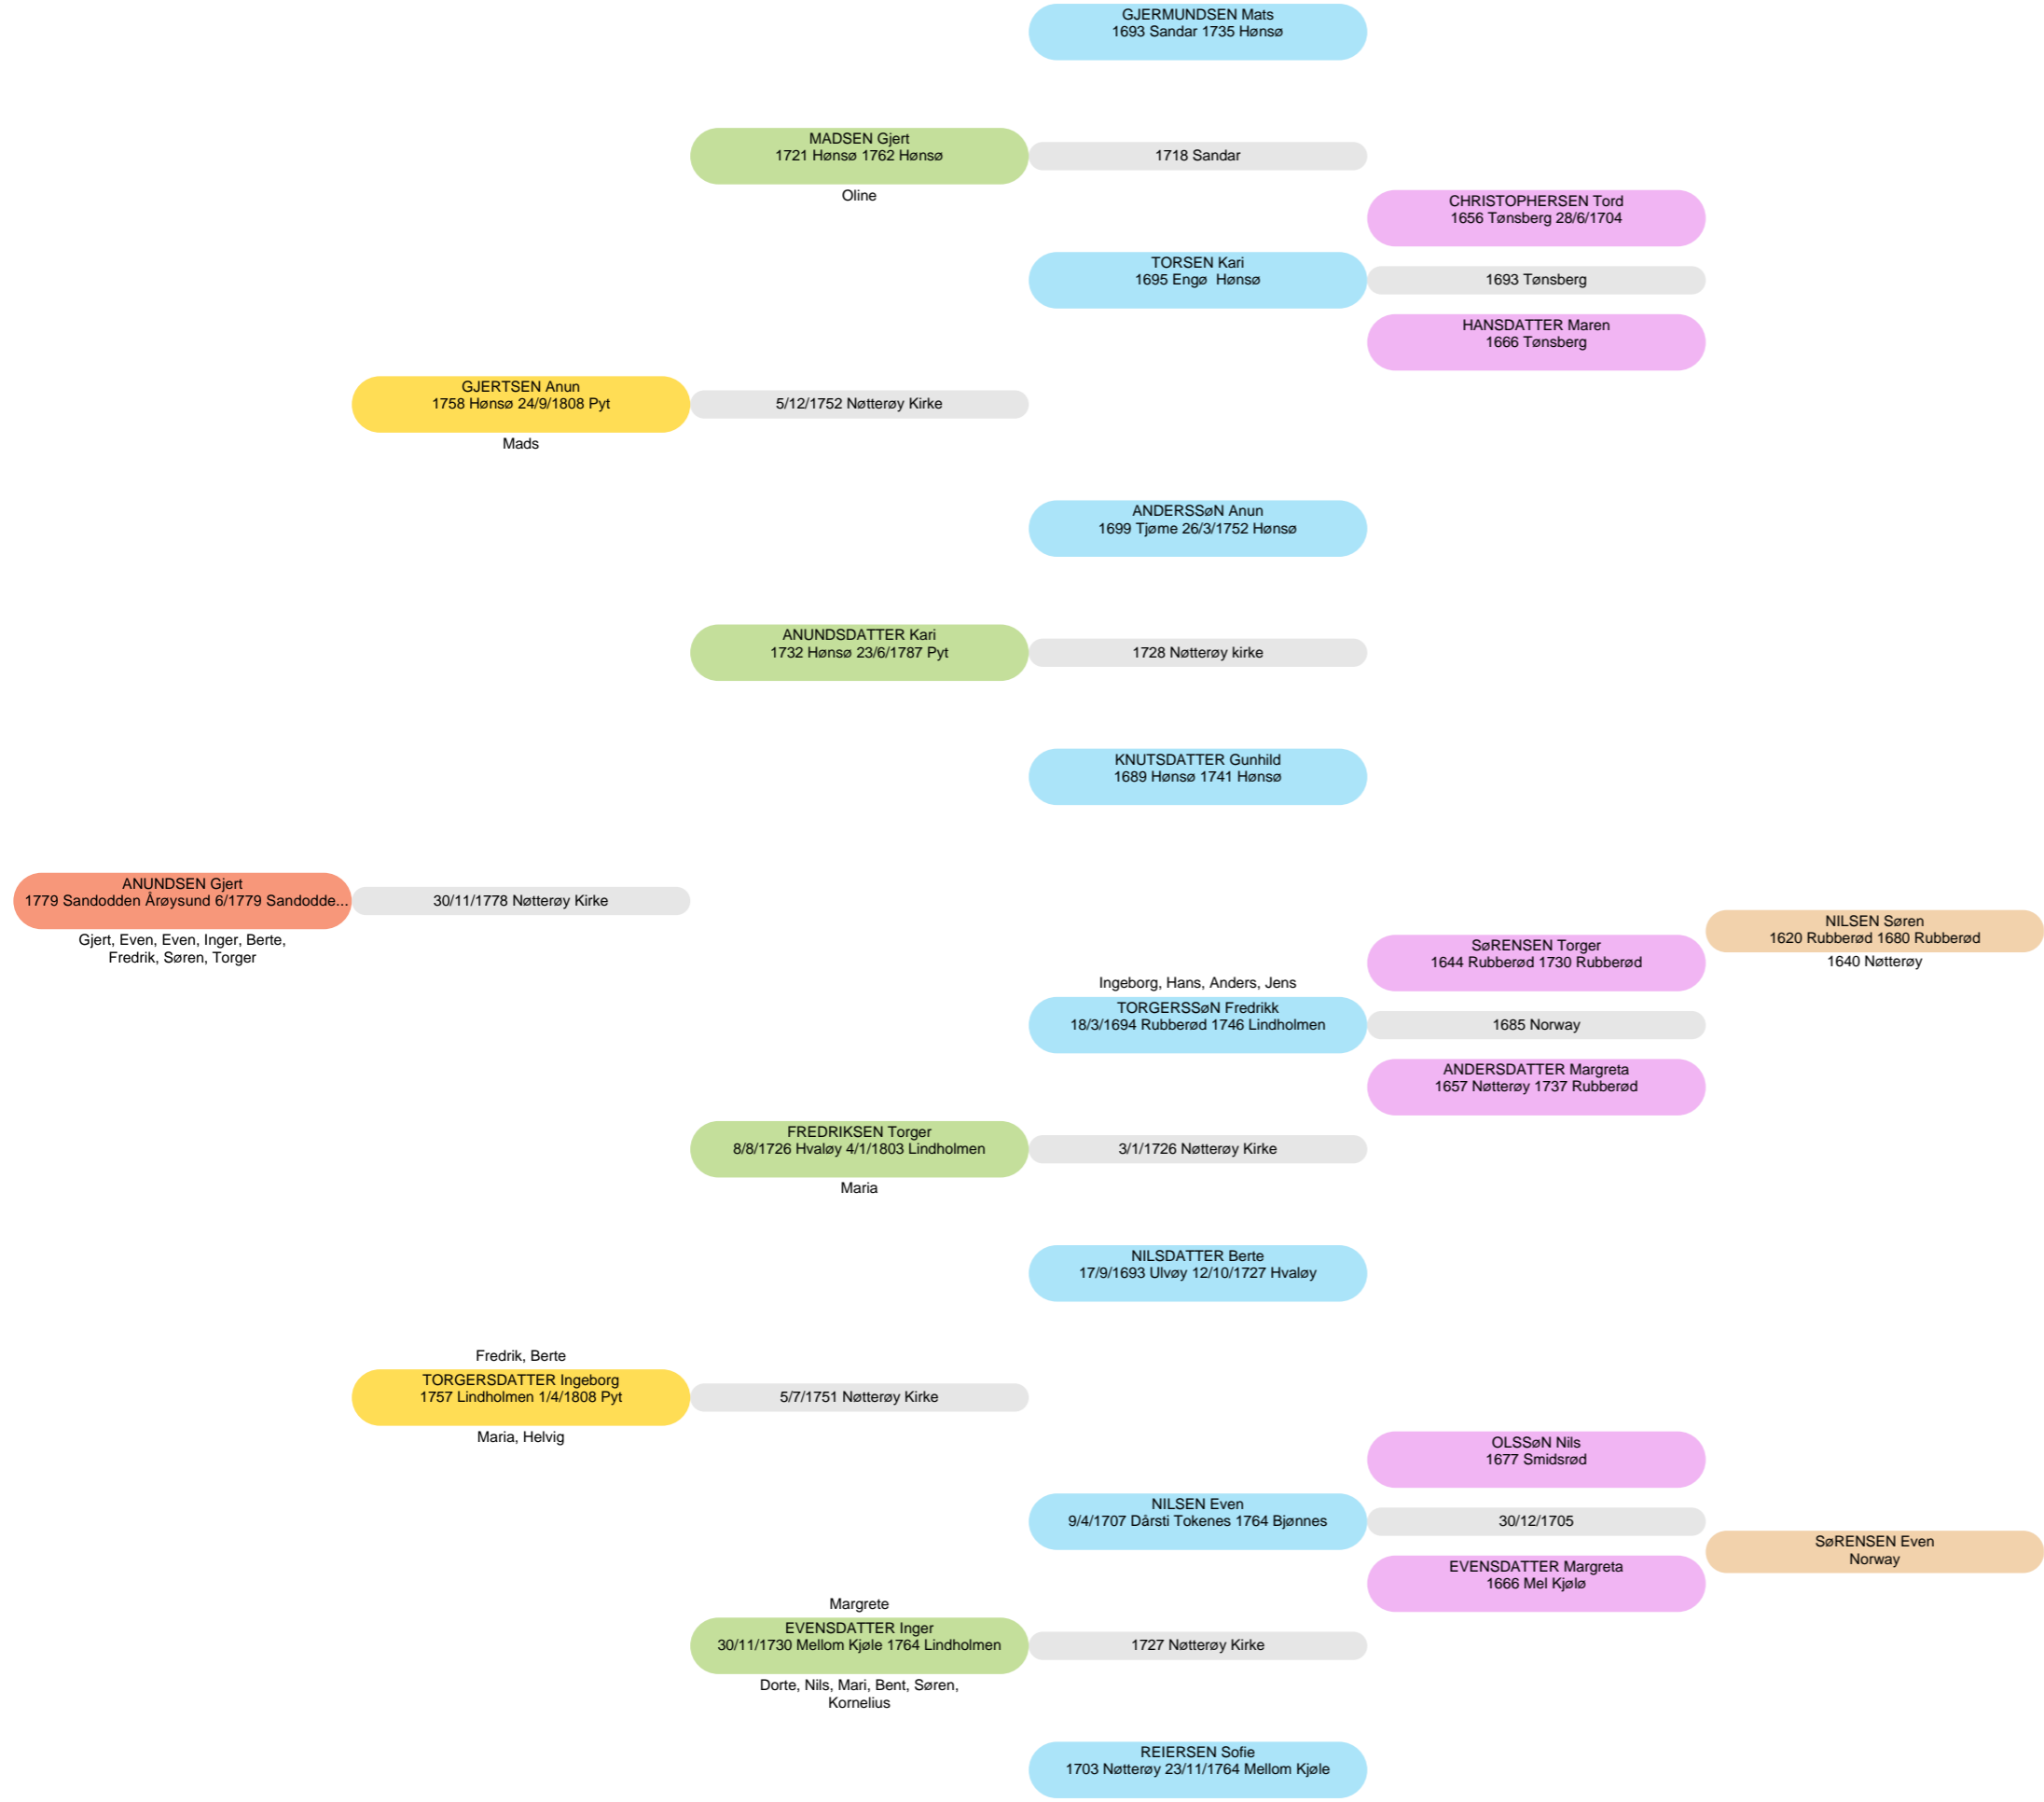 GJERMUNDSEN Mats
1693 Sandar 1735 Hønsø
MADSEN Gjert
1721 Hønsø 1762 Hønsø
Oline
1718 Sandar
CHRISTOPHERSEN Tord
1656 Tønsberg 28/6/1704
TORSEN Kari
1695 Engø  Hønsø
1693 Tønsberg
HANSDATTER Maren
1666 Tønsberg
GJERTSEN Anun
1758 Hønsø 24/9/1808 Pyt
Mads
5/12/1752 Nøtterøy Kirke
ANDERSSøN Anun
1699 Tjøme 26/3/1752 Hønsø
ANUNDSDATTER Kari
1732 Hønsø 23/6/1787 Pyt
1728 Nøtterøy kirke
KNUTSDATTER Gunhild
1689 Hønsø 1741 Hønsø
ANUNDSEN Gjert
1779 Sandodden Årøysund 6/1779 Sandodde...
Gjert, Even, Even, Inger, Berte,
Fredrik, Søren, Torger
30/11/1778 Nøtterøy Kirke
NILSEN Søren
1620 Rubberød 1680 Rubberød
1640 Nøtterøy
SøRENSEN Torger
1644 Rubberød 1730 Rubberød
Ingeborg, Hans, Anders, Jens
TORGERSSøN Fredrikk
18/3/1694 Rubberød 1746 Lindholmen
1685 Norway
ANDERSDATTER Margreta
1657 Nøtterøy 1737 Rubberød
FREDRIKSEN Torger
8/8/1726 Hvaløy 4/1/1803 Lindholmen
Maria
3/1/1726 Nøtterøy Kirke
NILSDATTER Berte
17/9/1693 Ulvøy 12/10/1727 Hvaløy
Fredrik, Berte
TORGERSDATTER Ingeborg
1757 Lindholmen 1/4/1808 Pyt
Maria, Helvig
5/7/1751 Nøtterøy Kirke
OLSSøN Nils
1677 Smidsrød
NILSEN Even
9/4/1707 Dårsti Tokenes 1764 Bjønnes
30/12/1705
SøRENSEN Even
Norway
EVENSDATTER Margreta
1666 Mel Kjølø
Margrete
EVENSDATTER Inger
30/11/1730 Mellom Kjøle 1764 Lindholmen
Dorte, Nils, Mari, Bent, Søren,
Kornelius
1727 Nøtterøy Kirke
REIERSEN Sofie
1703 Nøtterøy 23/11/1764 Mellom Kjøle